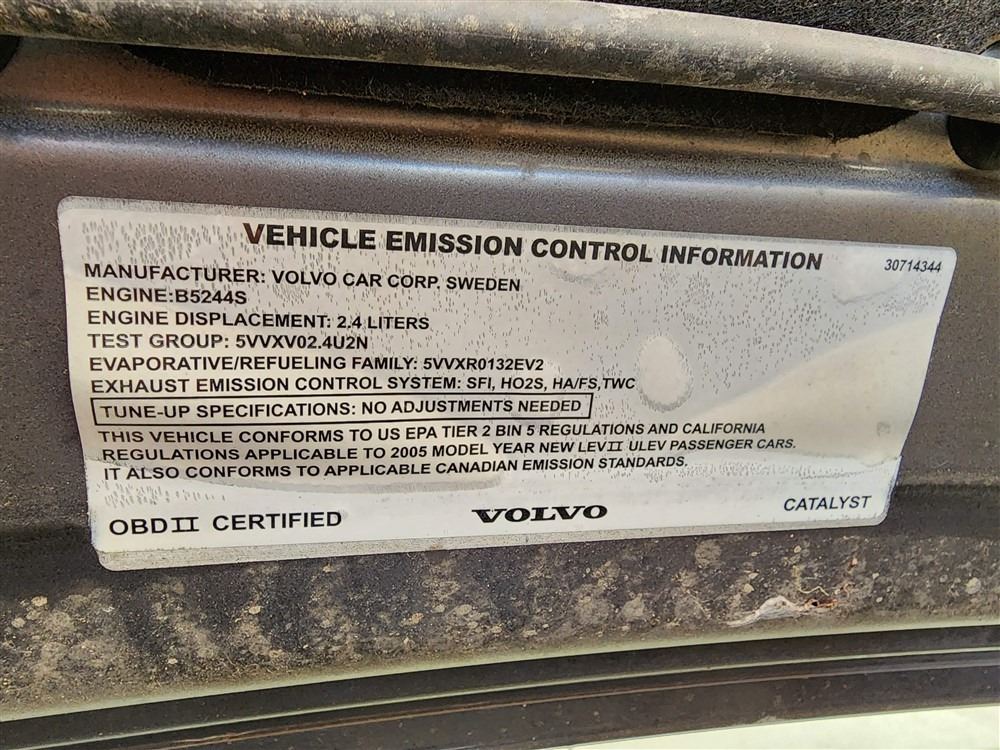 VEHICLE EMISSION CONTROL INFORMATION
30714344
MANUFACTURER: VOLVO CAR CORP. SWEDEN
ENGINE:B5244S
ENGINE DISPLACEMENT: 2.4 LITERS
TEST GROUP: 5VVXV02.4U2N
EVAPORATIVE/REFUELING FAMILY: 5VVXR0132EV2
EXHAUST EMISSION CONTROL SYSTEM: SFI, HO2S, HA/FS,TWC
TUNE-UP SPECIFICATIONS: NO ADJUSTMENTS NEEDED
THIS VEHICLE CONFORMS TO US EPA TIER 2 BIN 5 REGULATIONS AND CALIFORNIA
REGULATIONS APPLICABLE TO 2005 MODEL YEAR NEW LEVII ULEV PASSENGER CARS.
IT ALSO CONFORMS TO APPLICABLE CANADIAN EMISSION STANDARDS.
OBDII CERTIFIED
VOLVO
CATALYST